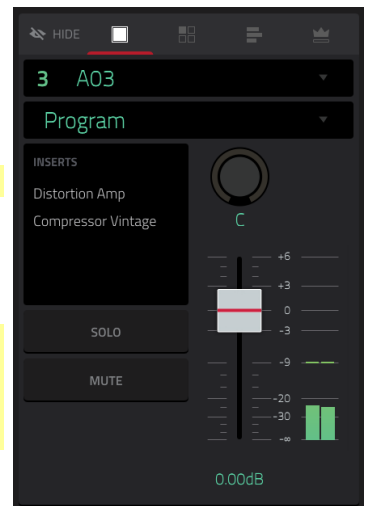 HIDE
3 A03
Program
INSERTS
Distortion Amp
Compressor Vintage
C
+6
+3
0
-3
-9
-20
-30
-∞
SOLO
MUTE
0.00dB